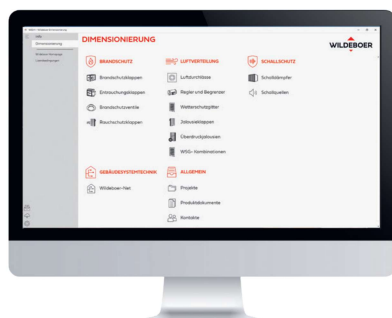 Hilfe
Dimensionierung
DIMENSIONIERUNG
WILDEBOER
BRANDSCHUTZ
Brandschutzklappen
Entrauchungsklappen
Brandschutzventile
Rauchschutzklappen
LUFTVERTEILUNG
Luftdurchlässe
Regler und Begrenzer
Wetterschutzgitter
Jalousieklappen
Überdruckjalousien
WSG- Kombinationen
SCHALLSCHUTZ
Schalldämpfer
Schallquellen
GEBÄUDESYSTEMTECHNIK
Wildeboer-Net
ALLGEMEIN
Projekte
Produktdokumente
Kontakte